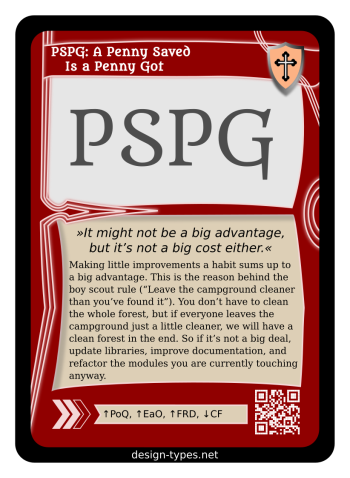 PSPG: A Penny Saved
Is a Penny Got
PSPG
»It might not be a big advantage,
but it's not a big cost either.«
Making little improvements a habit sums up to
a big advantage. This is the reason behind the
boy scout rule (“Leave the campground cleaner
than you've found it”). You don't have to clean
the whole forest, but if everyone leaves the
campground just a little cleaner, we will have a
clean forest in the end. So if it's not a big deal,
update libraries, improve documentation, and
refactor the modules you are currently touching
anyway.
↑PoQ, ↑EaO, ↑FRD, ↓CF
design-types.net